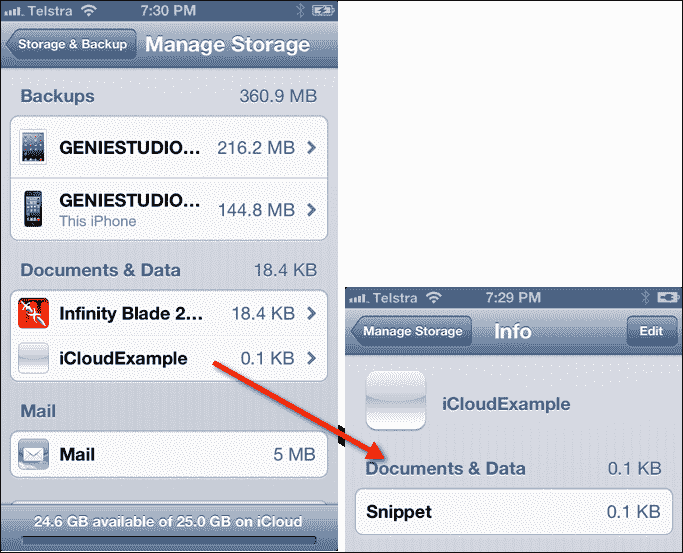 Telstra 7:30 PM
Storage & Backup Manage Storage
Backups 360.9 MB
GENIESTUDIO... 216.2 MB
GENIESTUDIO... 144.8 MB
This iPhone
Documents & Data 18.4 KB
Infinity Blade 2... 18.4 KB
iCloudExample 0.1 KB
Mail
Mail 5 MB
24.6 GB available of 25.0 GB on iCloud
Telstra 7:29 PM
Manage Storage Info Edit
iCloudExample
Documents & Data 0.1 KB
Snippet 0.1 KB